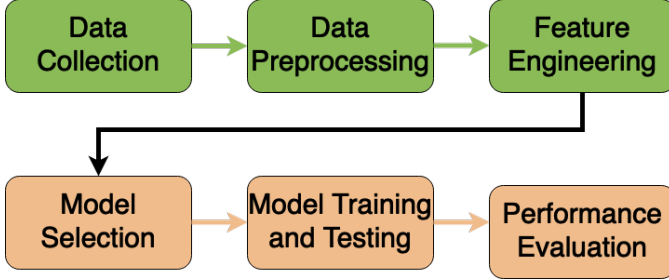 Data
Collection
Data
Preprocessing
Feature
Engineering
Model
Selection
Model Training
and Testing
Performance
Evaluation